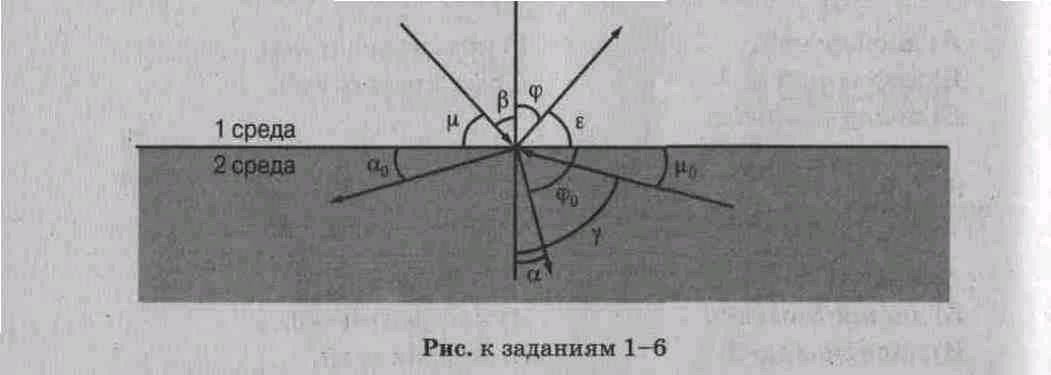 β φ
μ ε
1 среда
2 среда
α₀ μ₀
φ₀
γ
α
Рис. к заданиям 1–6